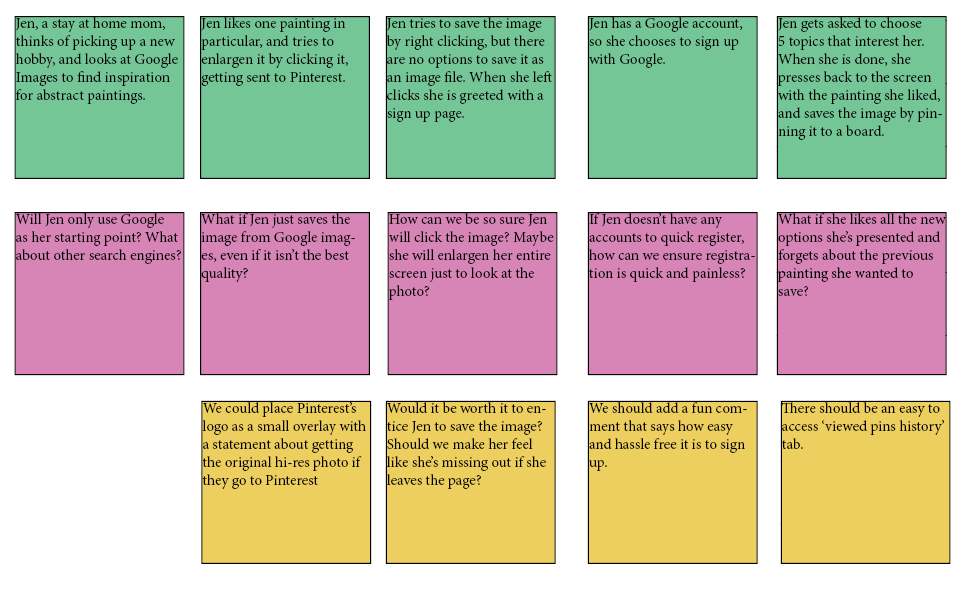 Jen, a stay at home mom,
thinks of picking up a new
hobby, and looks at Google
Images to find inspiration
for abstract paintings.
Jen likes one painting in
particular, and tries to
enlargen it by clicking it,
getting sent to Pinterest.
Jen tries to save the image
by right clicking, but there
are no options to save it as
an image file. When she left
clicks she is greeted with a
sign up page.
Jen has a Google account,
so she chooses to sign up
with Google.
Jen gets asked to choose
5 topics that interest her.
When she is done, she
presses back to the screen
with the painting she liked,
and saves the image by pin-
ning it to a board.
Will Jen only use Google
as her starting point? What
about other search engines?
What if Jen just saves the
image from Google imag-
es, even if it isn't the best
quality?
How can we be so sure Jen
will click the image? Maybe
she will enlargen her entire
screen just to look at the
photo?
If Jen doesn't have any
accounts to quick register,
how can we ensure registra-
tion is quick and painless?
What if she likes all the new
options she's presented and
forgets about the previous
painting she wanted to
save?
We could place Pinterest's
logo as a small overlay with
a statement about getting
the original hi-res photo if
they go to Pinterest
Would it be worth it to en-
tice Jen to save the image?
Should we make her feel
like she's missing out if she
leaves the page?
We should add a fun com-
ment that says how easy
and hassle free it is to sign
up.
There should be an easy to
access 'viewed pins history'
tab.